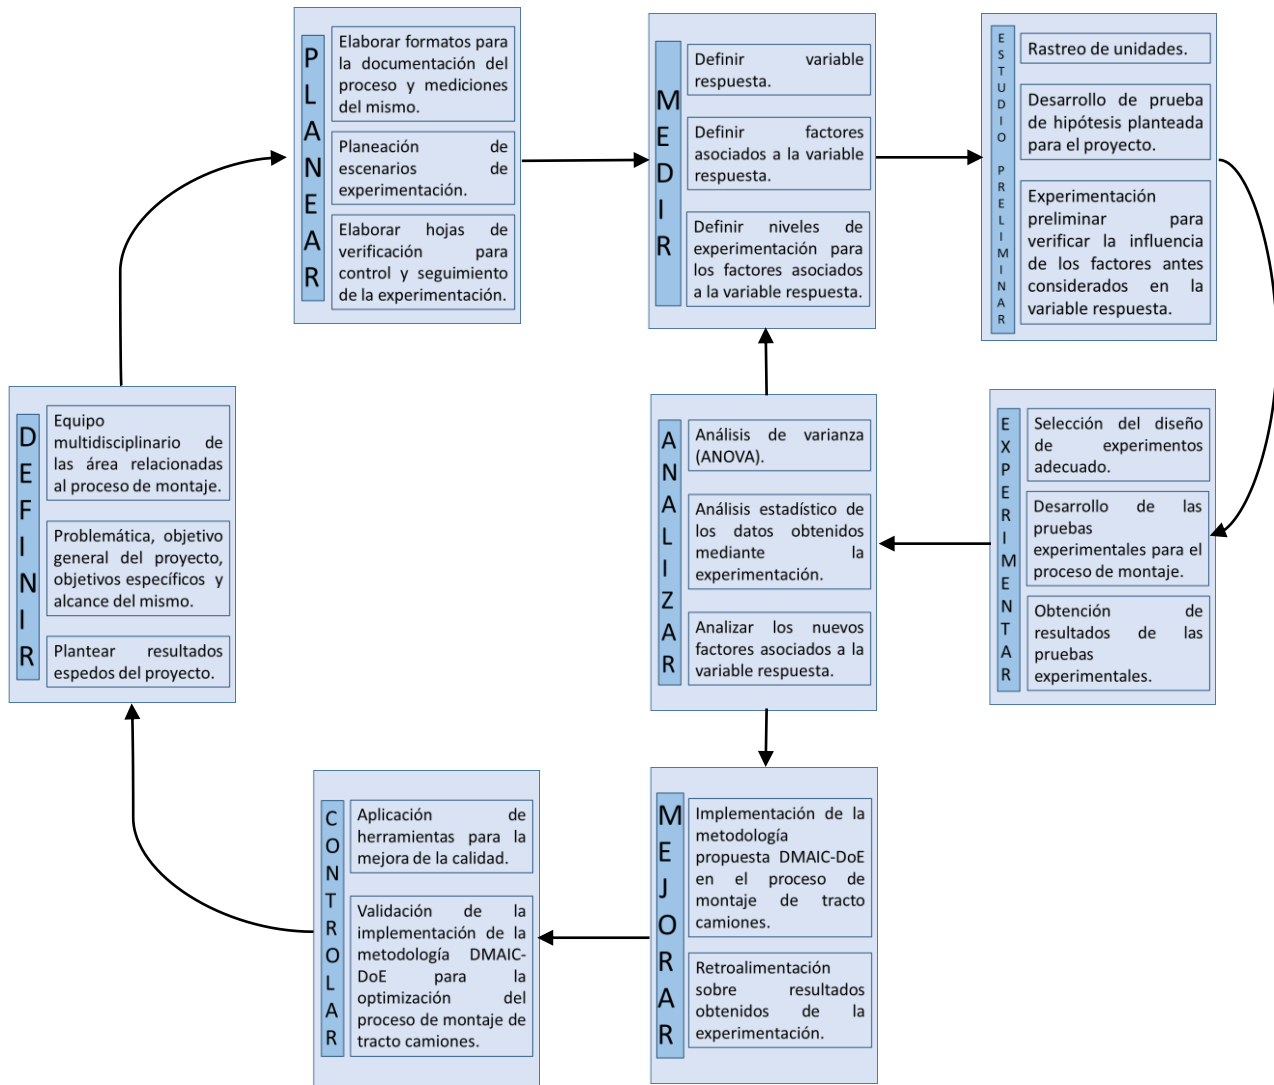 PLANEAR
Elaborar formatos para
la documentación del
proceso y mediciones
del mismo.
Planeación de
escenarios de
experimentación.
Elaborar hojas de
verificación para
control y seguimiento
de la experimentación.
MEDIR
Definir variable
respuesta.
Definir factores
asociados a la variable
respuesta.
Definir niveles de
experimentación para
los factores asociados
a la variable respuesta.
ESTUDIO PRELIMINAR
Rastreo de unidades.
Desarrollo de prueba
de hipótesis planteada
para el proyecto.
Experimentación
preliminar para
verificar la influencia
de los factores antes
considerados en la
variable respuesta.
DEFINIR
Equipo
multidisciplinario de
las área relacionadas
al proceso de montaje.
Problemática, objetivo
general del proyecto,
objetivos específicos y
alcance del mismo.
Plantear resultados
espedos del proyecto.
ANALIZAR
Análisis de varianza
(ANOVA).
Análisis estadístico de
los datos obtenidos
mediante la
experimentación.
Analizar los nuevos
factores asociados a la
variable respuesta.
EXPERIMENTAR
Selección del diseño
de experimentos
adecuado.
Desarrollo de las
pruebas
experimentales para el
proceso de montaje.
Obtención de
resultados de las
pruebas
experimentales.
CONTROLAR
Aplicación de
herramientas para la
mejora de la calidad.
Validación de la
implementación de la
metodología DMAIC-
DoE para la
optimización del
proceso de montaje de
tracto camiones.
MEJORAR
Implementación de la
metodología
propuesta DMAIC-DoE
en el proceso de
montaje de tracto
camiones.
Retroalimentación
sobre resultados
obtenidos de la
experimentación.